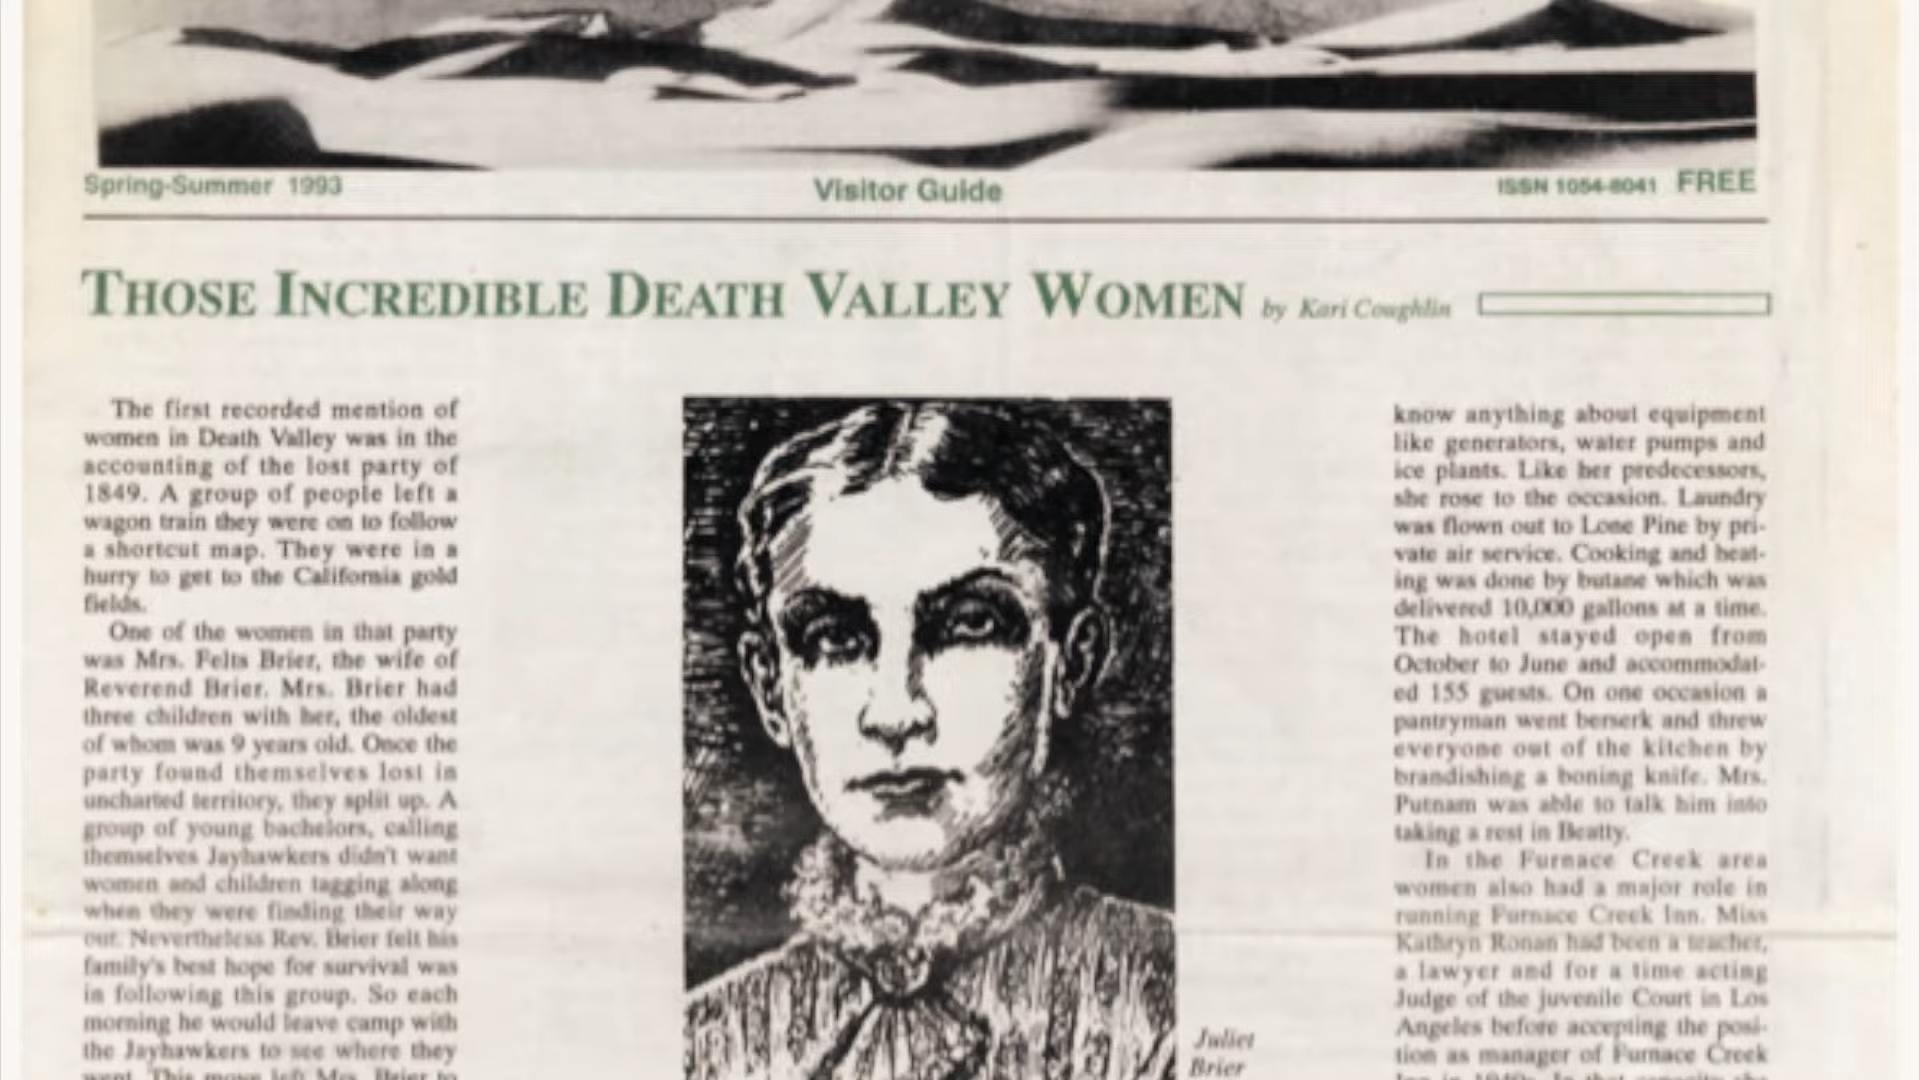 Spring-Summer 1993
Visitor Guide
ISSN 1054-8041 FREE
THOSE INCREDIBLE DEATH VALLEY WOMEN by Kari Coughlin
The first recorded mention of
women in Death Valley was in the
accounting of the lost party of
1849. A group of people left a
wagon train they were on to follow
a shortcut map. They were in a
hurry to get to the California gold
fields.
One of the women in that party
was Mrs. Felts Brier, the wife of
Reverend Brier. Mrs. Brier had
three children with her, the oldest
of whom was 9 years old. Once the
party found themselves lost in
uncharted territory, they split up. A
group of young bachelors, calling
themselves Jayhawkers didn't want
women and children tagging along
when they were finding their way
out. Nevertheless Rev. Brier felt his
family's best hope for survival was
in following this group. So each
morning he would leave camp with
the Jayhawkers to see where they
went. This move left Mrs. Brier to
Juliet
Brier
know anything about equipment
like generators, water pumps and
ice plants. Like her predecessors,
she rose to the occasion. Laundry
was flown out to Lone Pine by pri-
vate air service. Cooking and heat-
ing was done by butane which was
delivered 10,000 gallons at a time.
The hotel stayed open from
October to June and accommodat-
ed 155 guests. On one occasion a
pantryman went berserk and threw
everyone out of the kitchen by
brandishing a boning knife. Mrs.
Putnam was able to talk him into
taking a rest in Beatty.
In the Furnace Creek area
women also had a major role in
running Furnace Creek Inn. Miss
Kathryn Ronan had been a teacher,
a lawyer and for a time acting
Judge of the juvenile Court in Los
Angeles before accepting the posi-
tion as manager of Furnace Creek